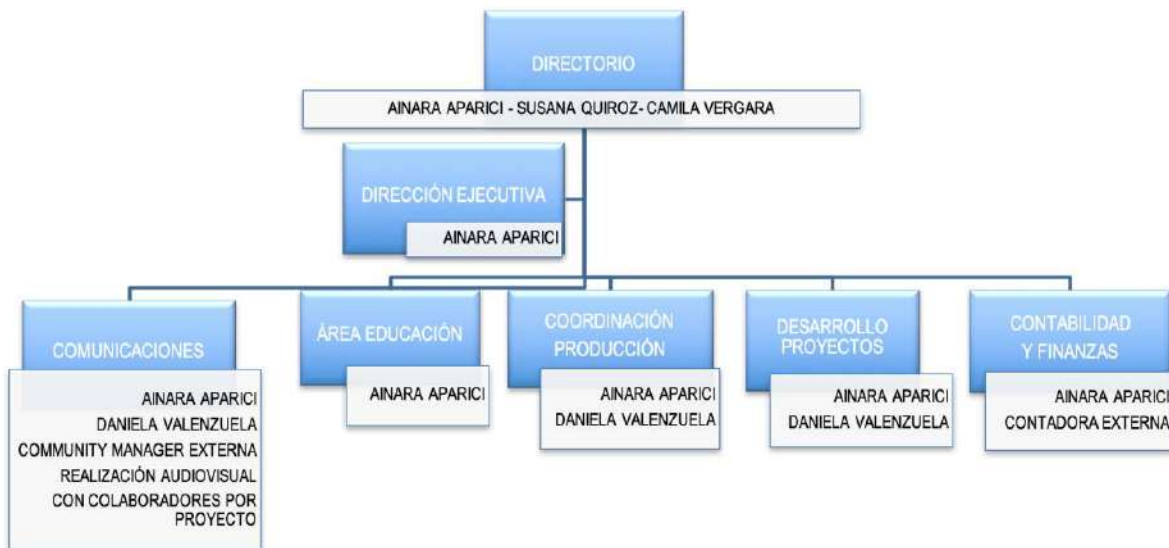 DIRECTORIO
AINARA APARICI - SUSANA QUIROZ- CAMILA VERGARA
DIRECCIÓN EJECUTIVA
AINARA APARICI
COMUNICACIONES
AINARA APARICI
DANIELA VALENZUELA
COMMUNITY MANAGER EXTERNA
REALIZACIÓN AUDIOVISUAL
CON COLABORADORES POR
PROYECTO
ÀREA EDUCACIÓN
AINARA APARICI
COORDINACIÓN
PRODUCCIÓN
AINARA APARICI
DANIELA VALENZUELA
DESARROLLO
PROYECTOS
AINARA APARICI
DANIELA VALENZUELA
CONTABILIDAD
Y FINANZAS
AINARA APARICI
CONTADORA EXTERNA